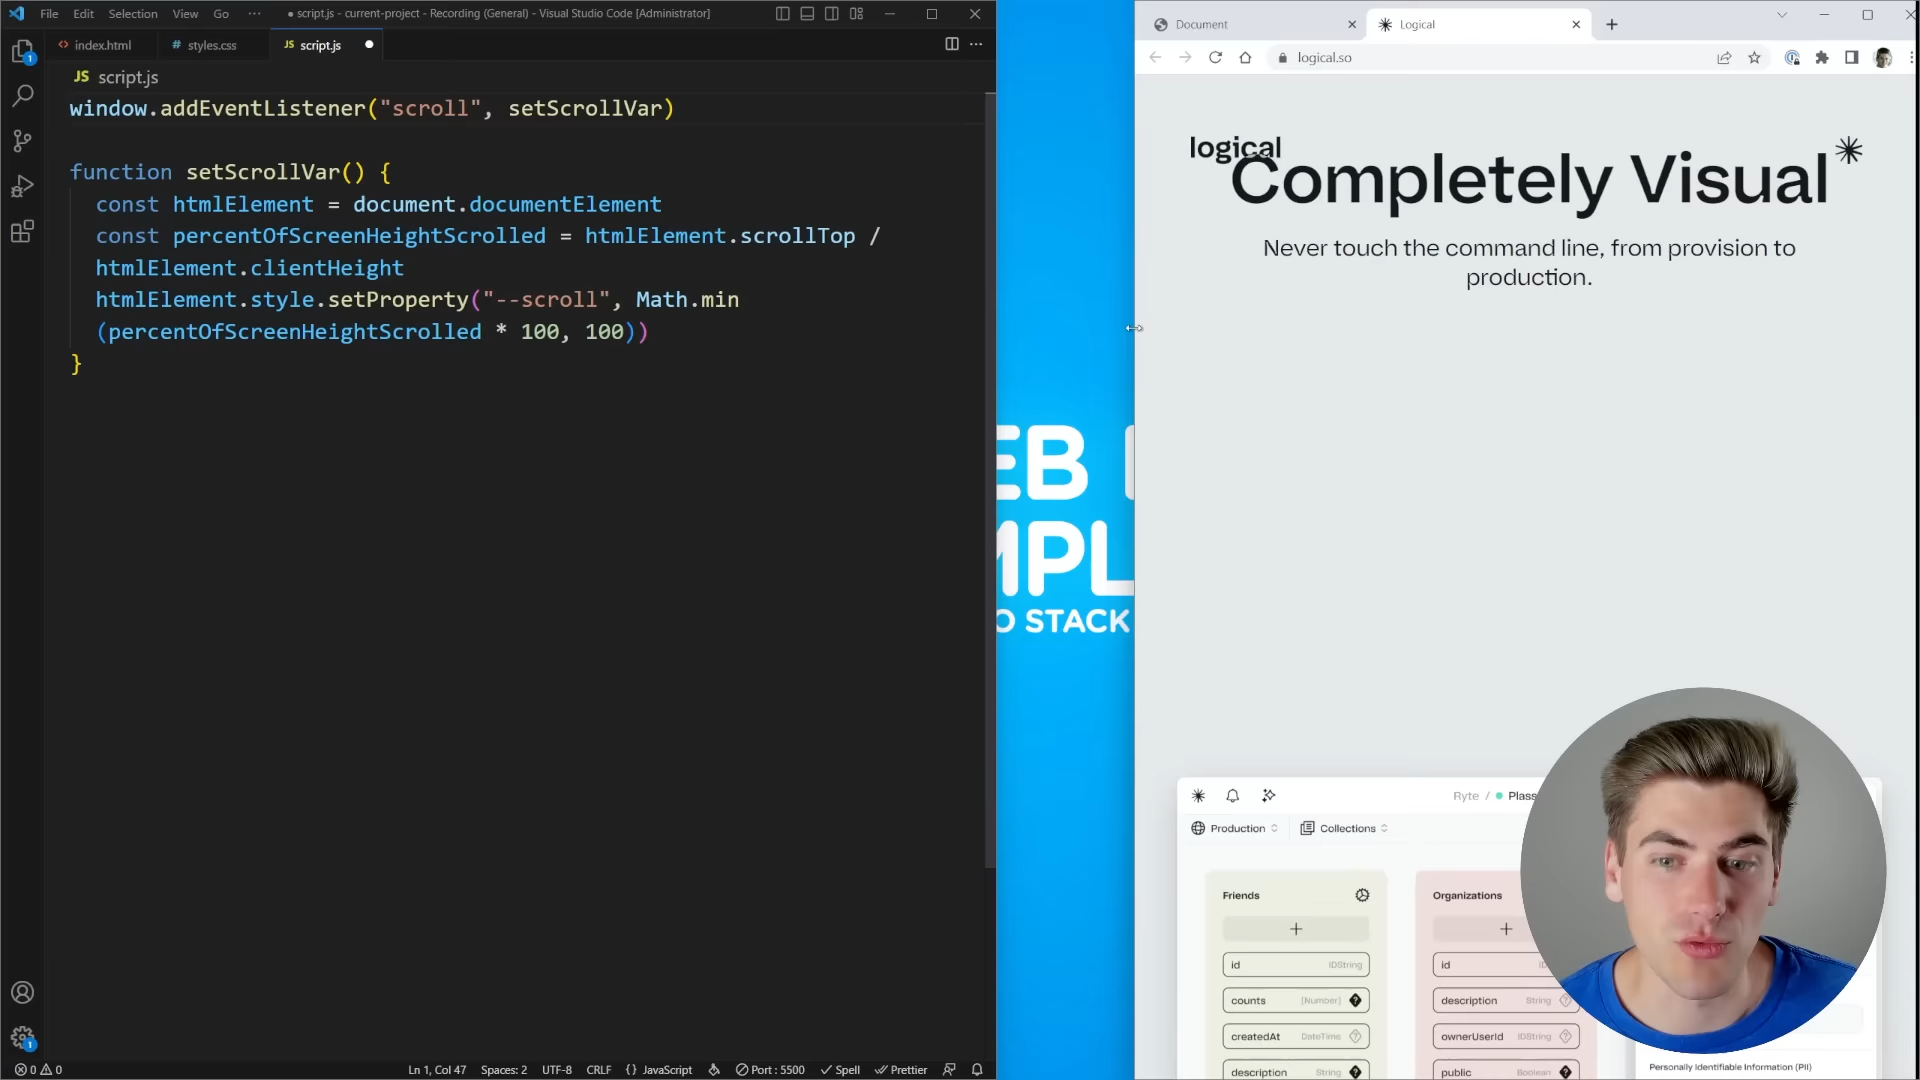 File Edit Selection View Go ··· ● script.js - current-project - Recording (General) - Visual Studio Code [Administrator]
index.html styles.css JS script.js
JS script.js
window.addEventListener("scroll", setScrollVar)
function setScrollVar() {
const htmlElement = document.documentElement
const percentOfScreenHeightScrolled = htmlElement.scrollTop /
htmlElement.clientHeight
htmlElement.style.setProperty("--scroll", Math.min
(percentOfScreenHeightScrolled * 100, 100))
}
0 0 Ln 1, Col 47 Spaces: 2 UTF-8 CRLF {} JavaScript Port : 5500 Spell Prettier
1
1
EB
MPL
O STACK
Document Logical
logical.so
logical
Completely Visual
Never touch the command line, from provision to
production.
Ryte /
Production Collections
Friends
+
id IDString
counts [Number]
createdAt DateTime
description String
Organizations
+
id
description String
ownerUserId IDString
public Boolean
Personally Identifiable Information (PII)